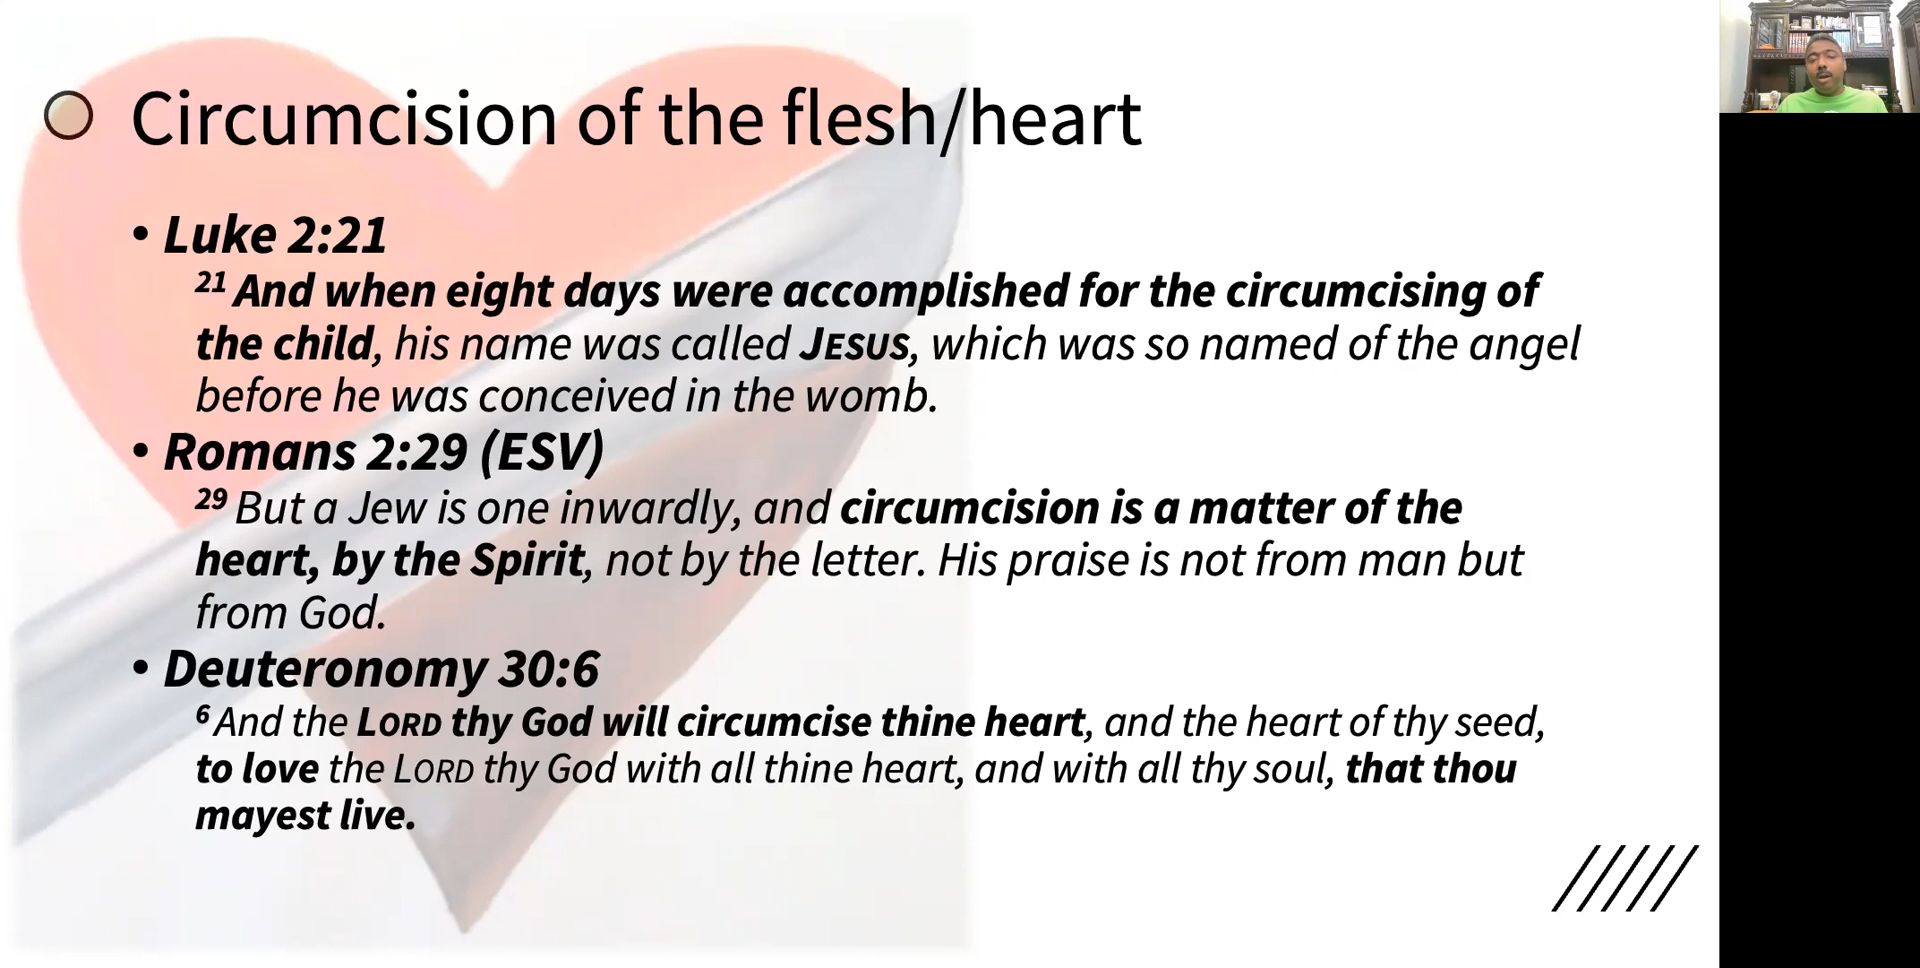 Circumcision of the flesh/heart
• Luke 2:21
21 And when eight days were accomplished for the circumcising of
the child, his name was called JESUS, which was so named of the angel
before he was conceived in the womb.
• Romans 2:29 (ESV)
29 But a Jew is one inwardly, and circumcision is a matter of the
heart, by the Spirit, not by the letter. His praise is not from man but
from God.
• Deuteronomy 30:6
6 And the LORD thy God will circumcise thine heart, and the heart of thy seed,
to love the LORD thy God with all thine heart, and with all thy soul, that thou
mayest live.